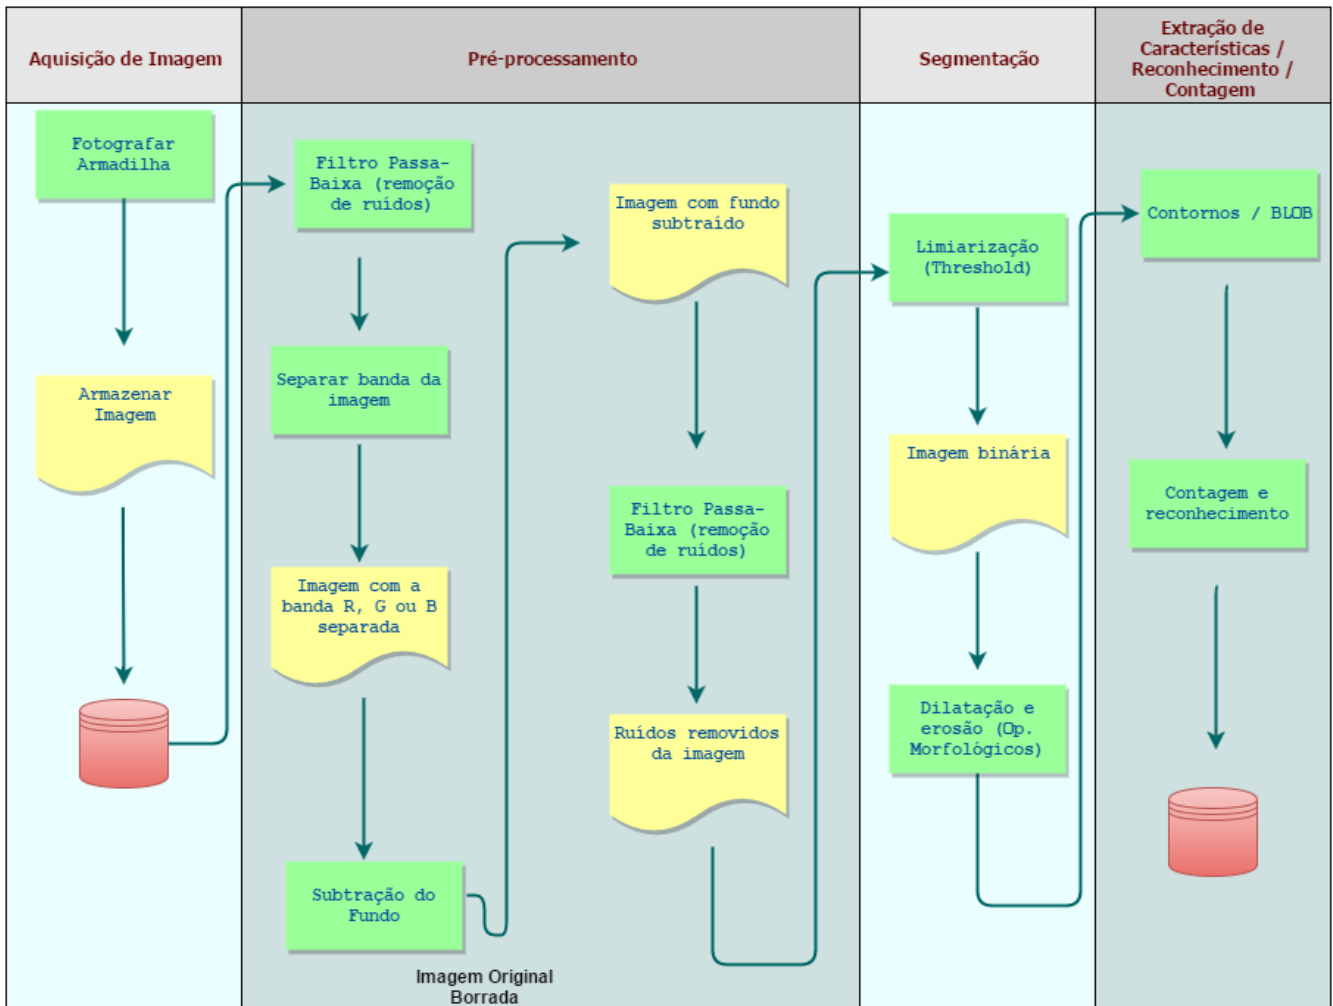 Aquisição de Imagem
Pré-processamento
Segmentação
Extração de
Características /
Reconhecimento /
Contagem
Fotografar
Armadilha
Armazenar
Imagem
Filtro Passa-
Baixa (remoção
de ruídos)
Separar banda da
imagem
Imagem com a
banda R, G ou B
separada
Subtração do
Fundo
Imagem Original
Borrada
Imagem com fundo
subtraído
Filtro Passa-
Baixa (remoção
de ruídos)
Ruídos removidos
da imagem
Limiarização
(Threshold)
Imagem binária
Dilatação e
erosão (Op.
Morfológicos)
Contornos / BLOB
Contagem e
reconhecimento